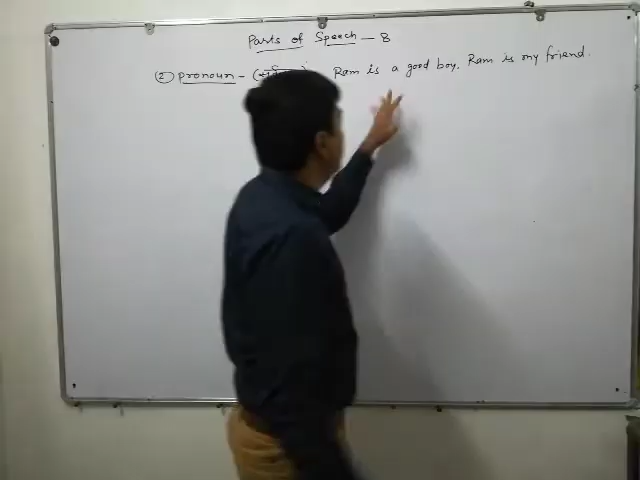 Parts of Speech — 8
② pronoun - ( Ram is a good boy. Ram is my friend.